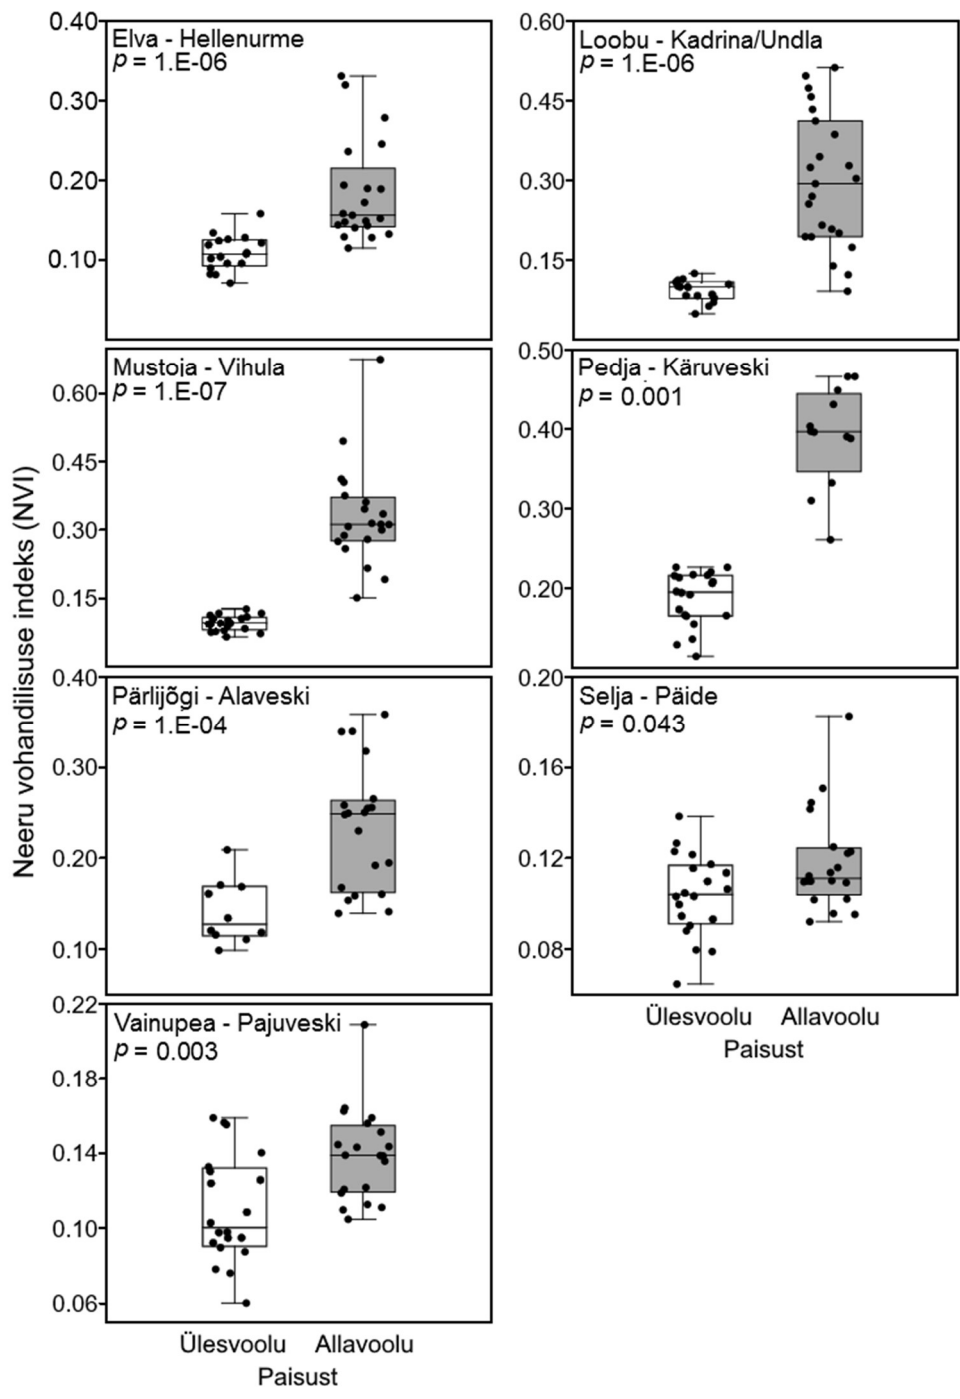 Neeru vohandilisuse indeks (NVI)
Elva - Hellenurme
p = 1.E-06
0.40
0.30
0.20
0.10
Loobu - Kadrina/Undla
p = 1.E-06
0.60
0.45
0.30
0.15
Mustoja - Vihula
p = 1.E-07
0.60
0.45
0.30
0.15
Pedja - Käruveski
p = 0.001
0.50
0.40
0.30
0.20
Pärlijõgi - Alaveski
p = 1.E-04
0.40
0.30
0.20
0.10
Selja - Päide
p = 0.043
0.20
0.16
0.12
0.08
Ülesvoolu Allavoolu
Paisust
Vainupea - Pajuveski
p = 0.003
0.22
0.18
0.14
0.10
0.06
Ülesvoolu Allavoolu
Paisust